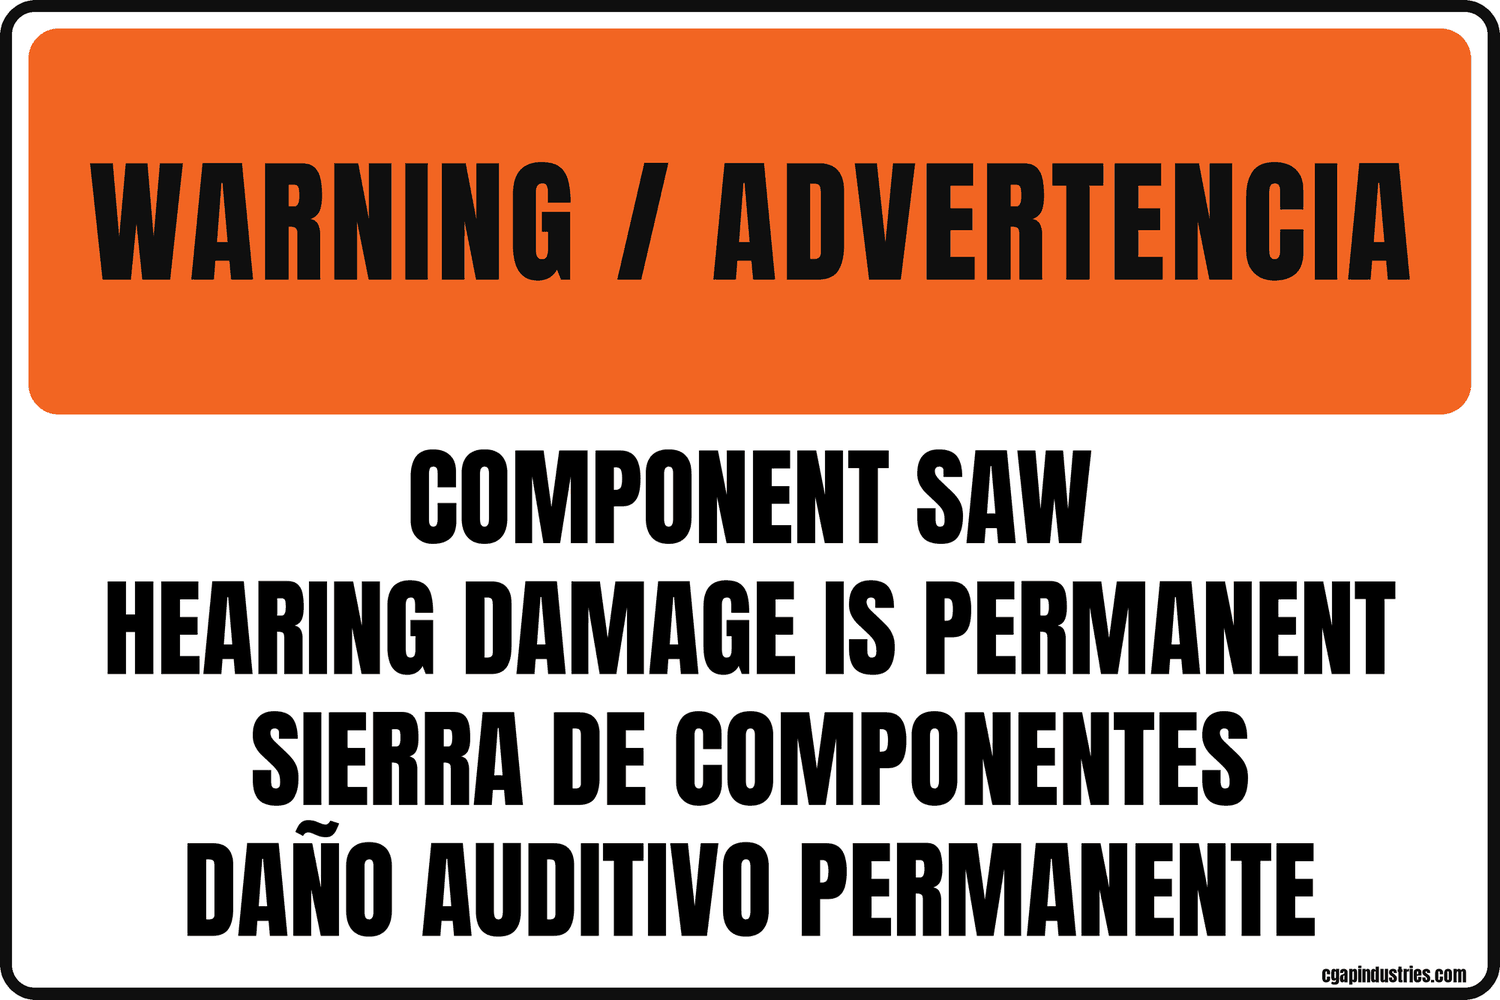 WARNING / ADVERTENCIA
COMPONENT SAW
HEARING DAMAGE IS PERMANENT
SIERRA DE COMPONENTES
DAÑO AUDITIVO PERMANENTE
cgapindustries.com